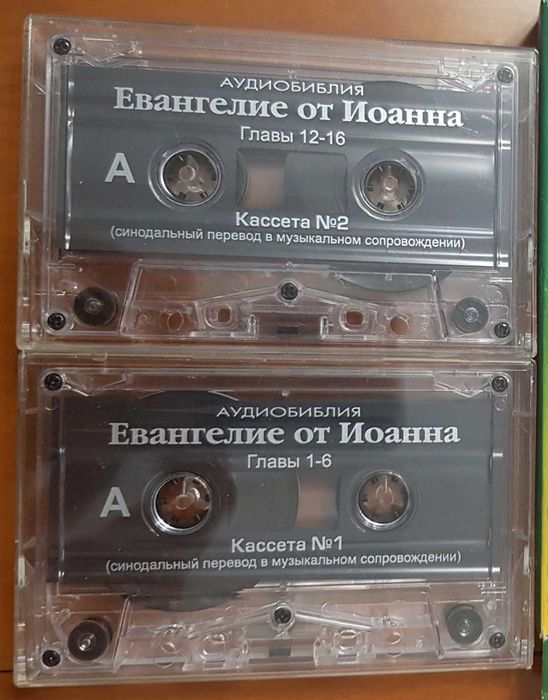 АУДИОБИБЛИЯ
Евангелие от Иоанна
Главы 12-16
А
Кассета №2
(синодальный перевод в музыкальном сопровождении)
АУДИОБИБЛИЯ
Евангелие от Иоанна
Главы 1-6
А
Кассета №1
(синодальный перевод в музыкальном сопровождении)